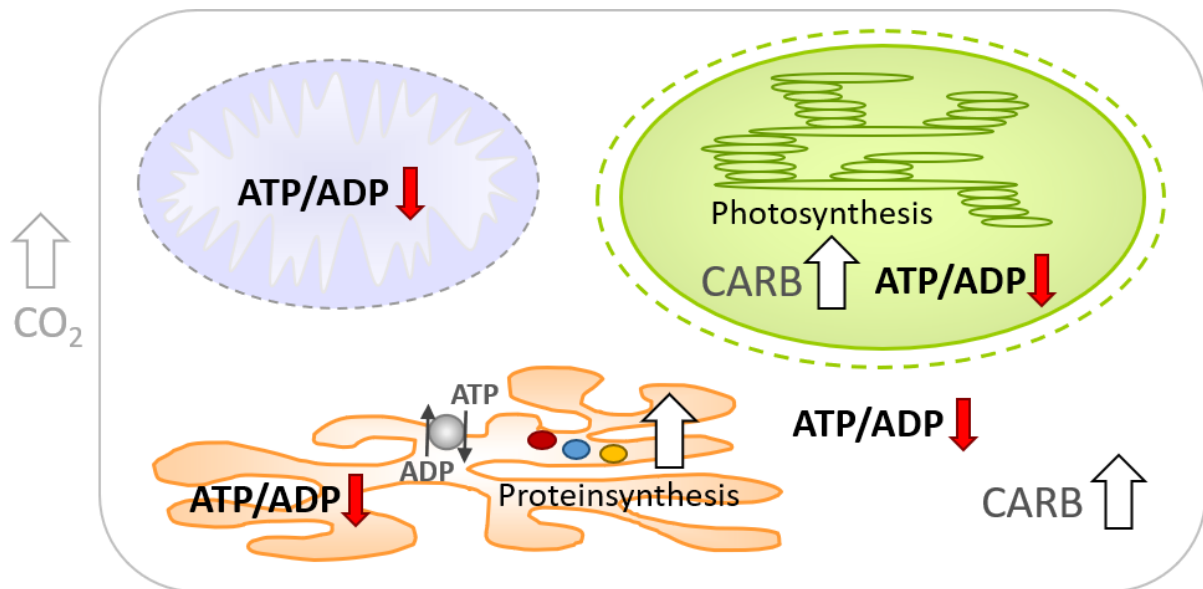 ATP/ADP
Photosynthesis
CARB
ATP/ADP
CO₂
ATP
ADP
ATP/ADP
ATP/ADP
Proteinsynthesis
CARB